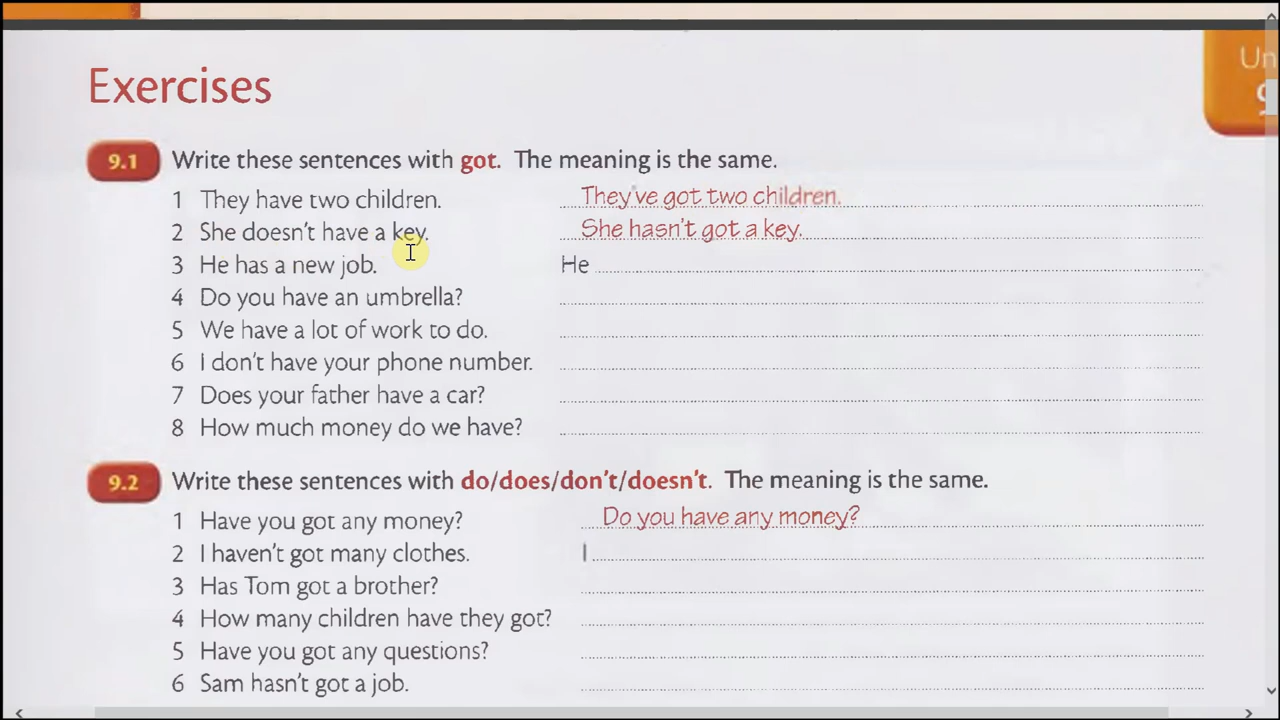 Un
9
Exercises
9.1 Write these sentences with got. The meaning is the same.
1 They have two children. They've got two children.
2 She doesn't have a key. She hasn't got a key.
3 He has a new job. He
4 Do you have an umbrella?
5 We have a lot of work to do.
6 I don't have your phone number.
7 Does your father have a car?
8 How much money do we have?
9.2 Write these sentences with do/does/don't/doesn't. The meaning is the same.
1 Have you got any money? Do you have any money?
2 I haven't got many clothes. I
3 Has Tom got a brother?
4 How many children have they got?
5 Have you got any questions?
6 Sam hasn't got a job.